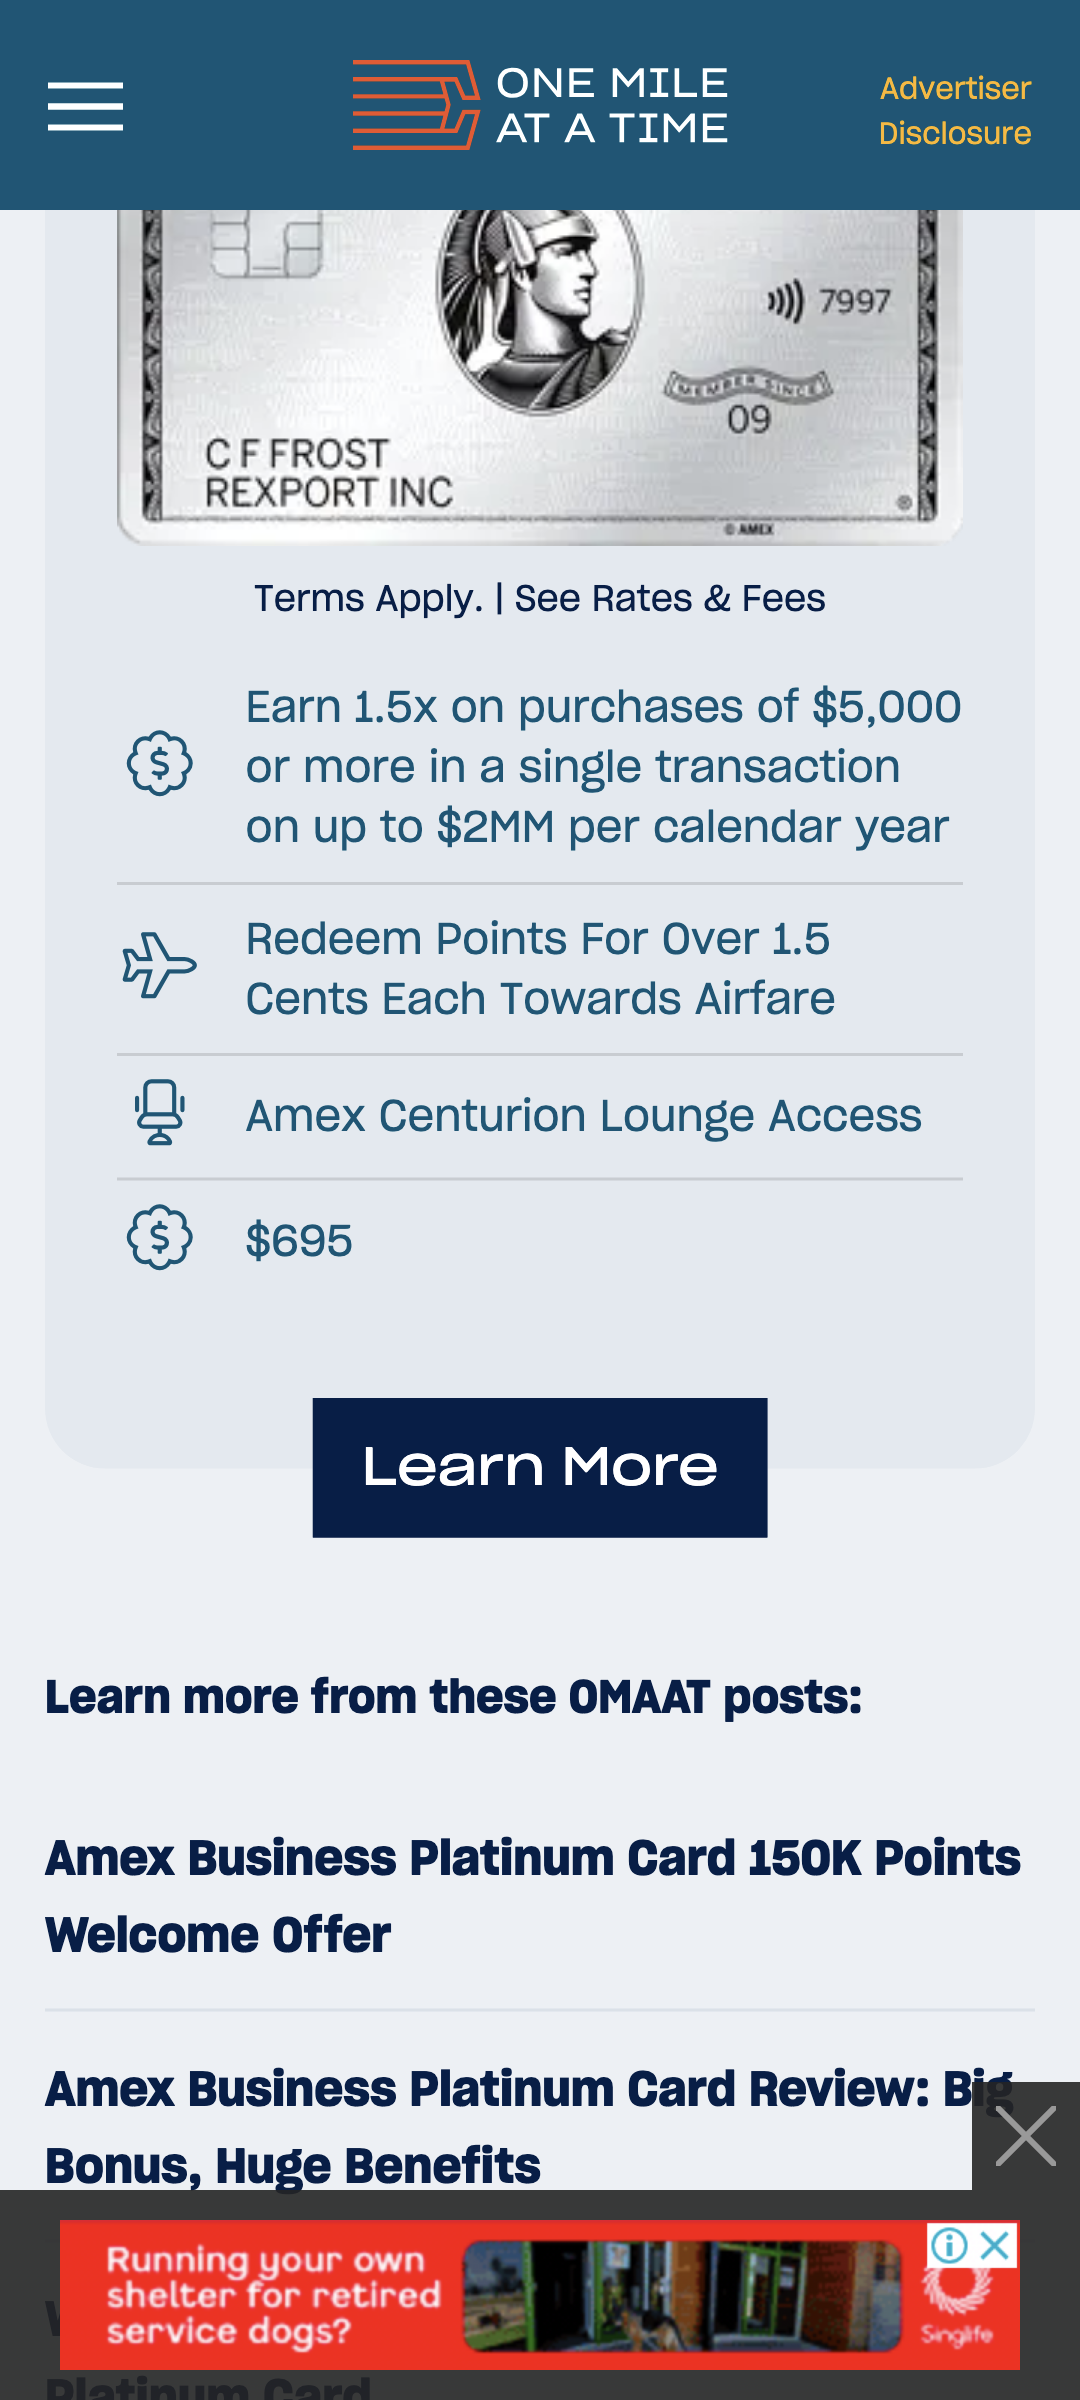 ONE MILE
AT A TIME
Advertiser
Disclosure
7997
MEMBER SINCE
09
C F FROST
REXPORT INC
®
© AMEX
Terms Apply. | See Rates & Fees
Earn 1.5x on purchases of $5,000
or more in a single transaction
on up to $2MM per calendar year
Redeem Points For Over 1.5
Cents Each Towards Airfare
Amex Centurion Lounge Access
$695
Learn More
Learn more from these OMAAT posts:
Amex Business Platinum Card 150K Points
Welcome Offer
Amex Business Platinum Card Review: Big
Bonus, Huge Benefits
Running your own
shelter for retired
service dogs?
Singlife
Platinum Card